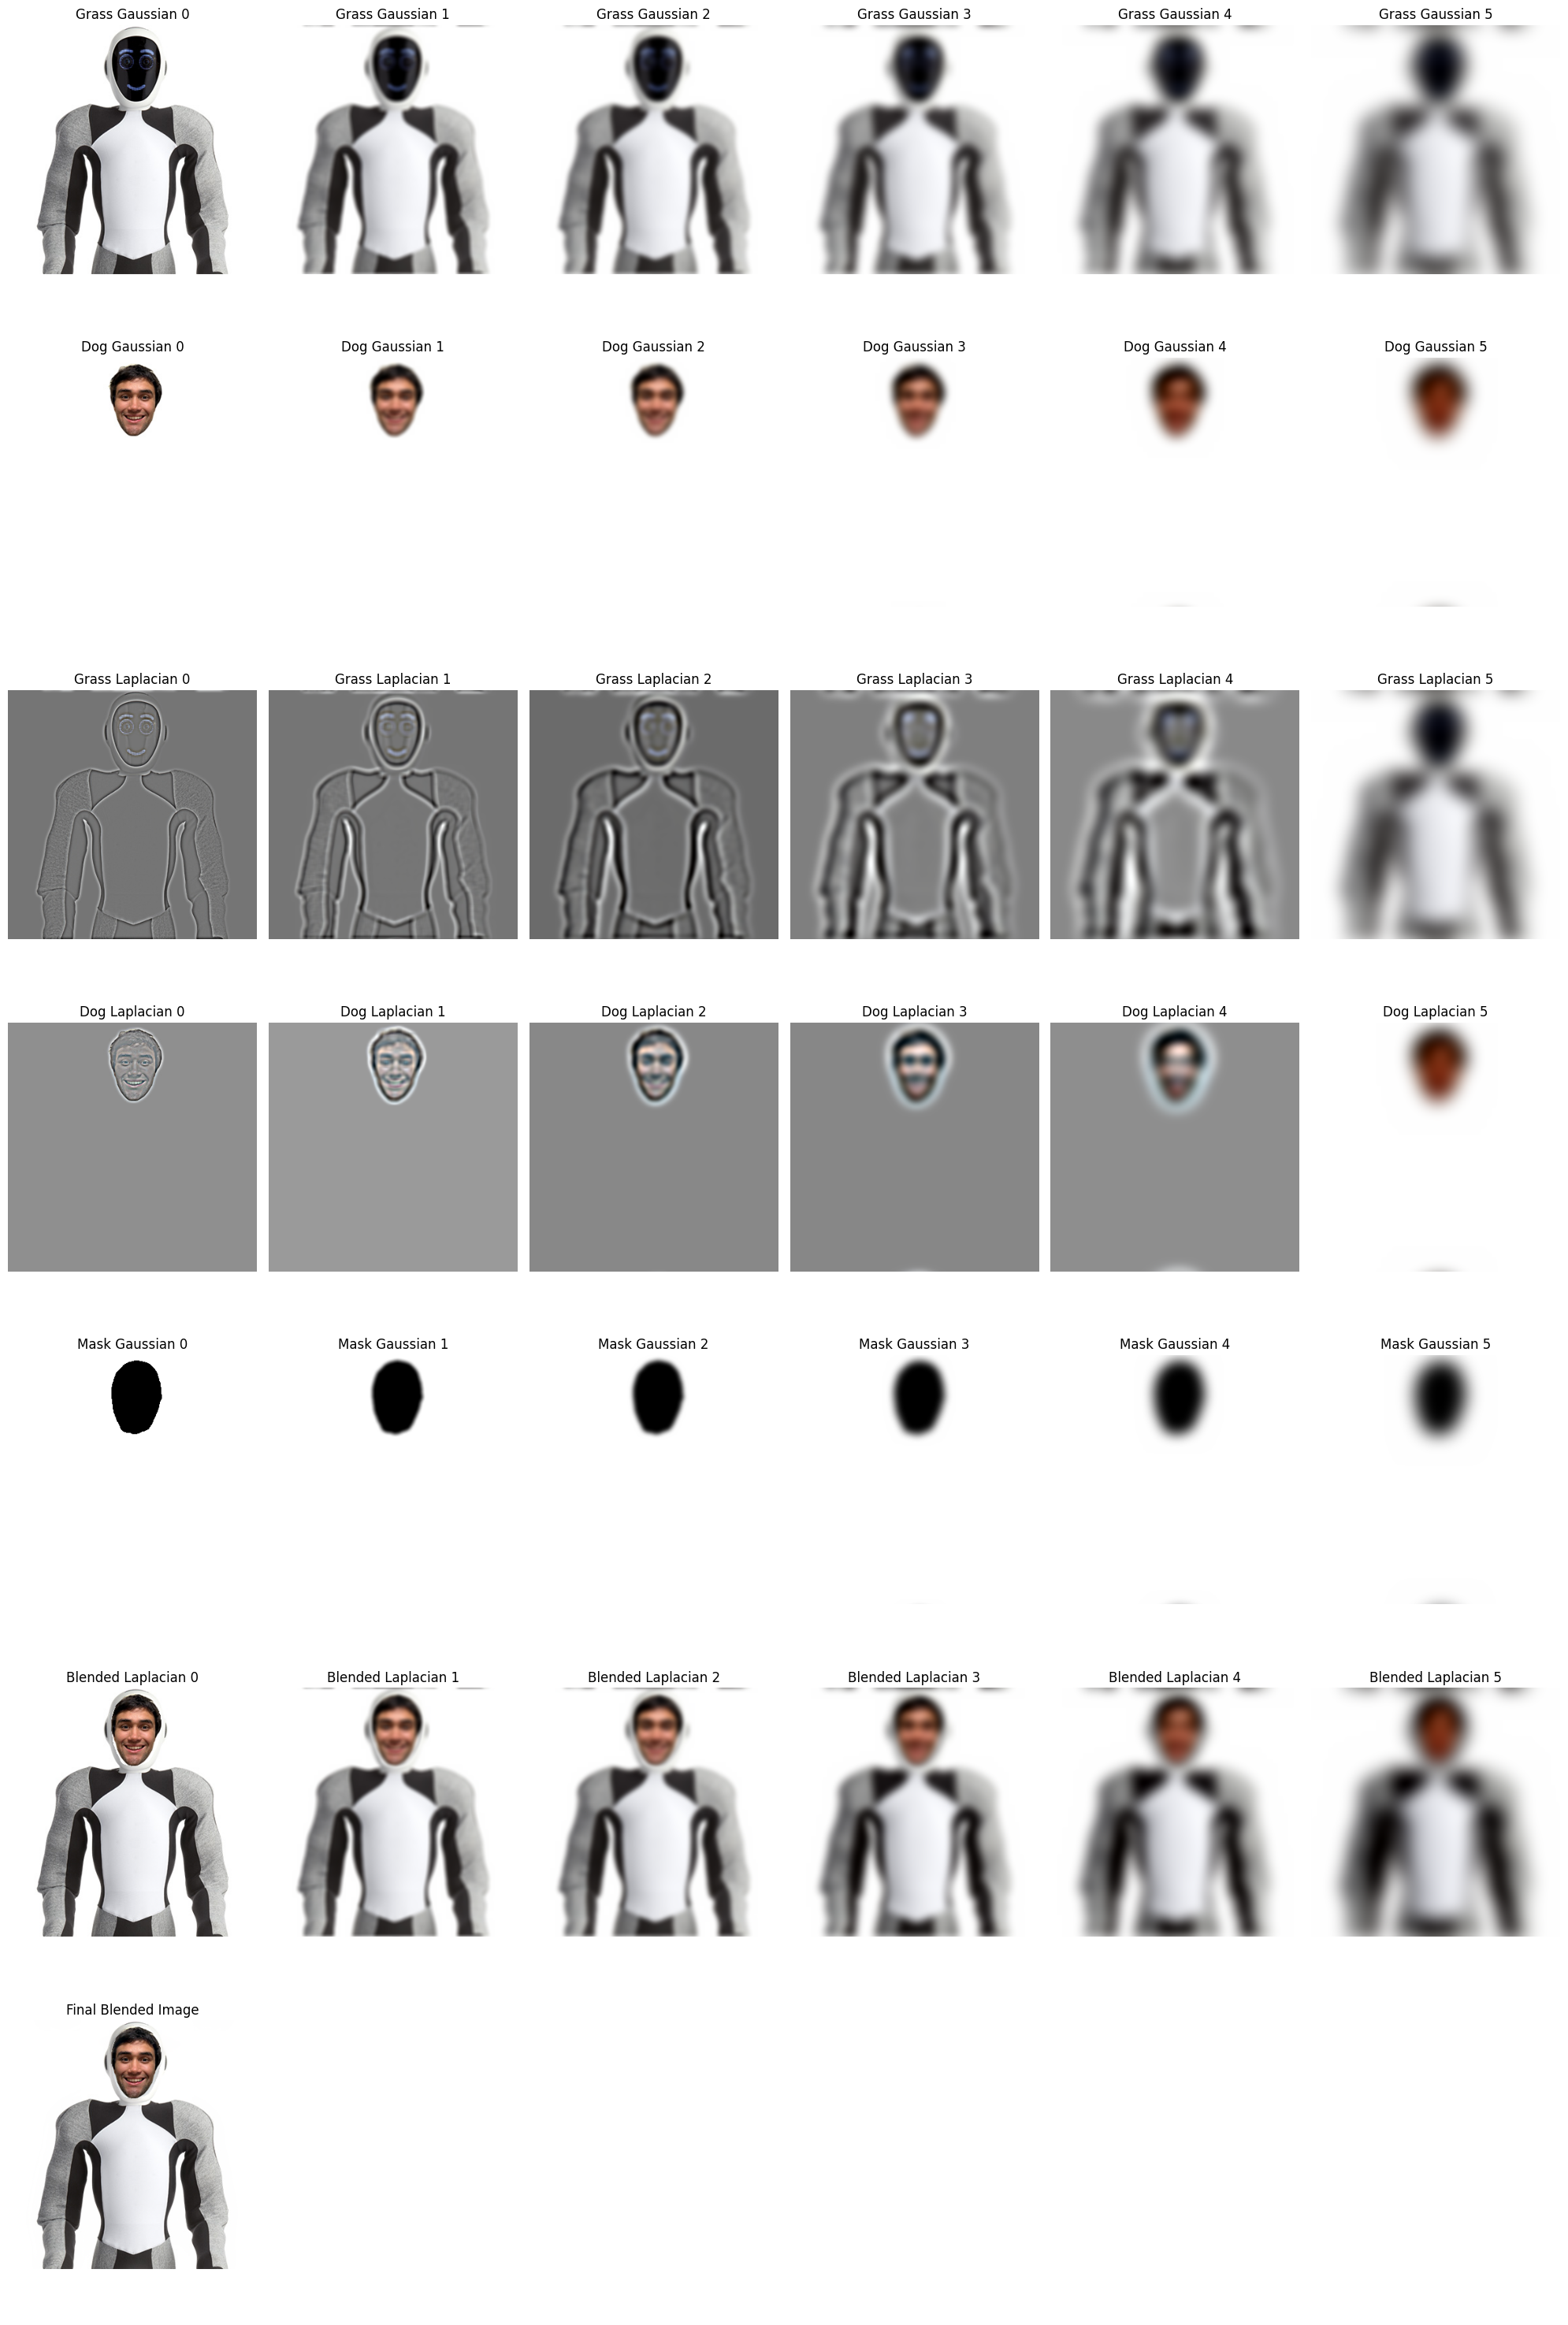 Grass Gaussian 0 Grass Gaussian 1 Grass Gaussian 2 Grass Gaussian 3 Grass Gaussian 4 Grass Gaussian 5
Dog Gaussian 0 Dog Gaussian 1 Dog Gaussian 2 Dog Gaussian 3 Dog Gaussian 4 Dog Gaussian 5
Grass Laplacian 0 Grass Laplacian 1 Grass Laplacian 2 Grass Laplacian 3 Grass Laplacian 4 Grass Laplacian 5
Dog Laplacian 0 Dog Laplacian 1 Dog Laplacian 2 Dog Laplacian 3 Dog Laplacian 4 Dog Laplacian 5
Mask Gaussian 0 Mask Gaussian 1 Mask Gaussian 2 Mask Gaussian 3 Mask Gaussian 4 Mask Gaussian 5
Blended Laplacian 0 Blended Laplacian 1 Blended Laplacian 2 Blended Laplacian 3 Blended Laplacian 4 Blended Laplacian 5
Final Blended Image